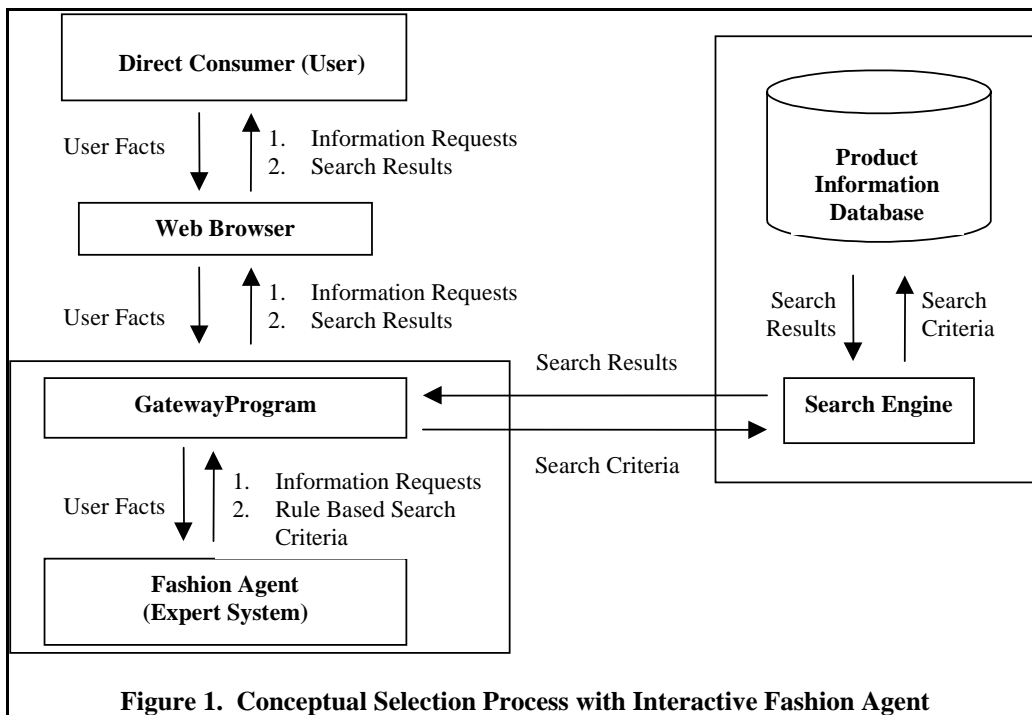 Direct Consumer (User)
User Facts
1. Information Requests
2. Search Results
Web Browser
User Facts
1. Information Requests
2. Search Results
GatewayProgram
User Facts
1. Information Requests
2. Rule Based Search
Criteria
Fashion Agent
(Expert System)
Search Results
Search Criteria
Product
Information
Database
Search
Results
Search
Criteria
Search Engine
Figure 1. Conceptual Selection Process with Interactive Fashion Agent